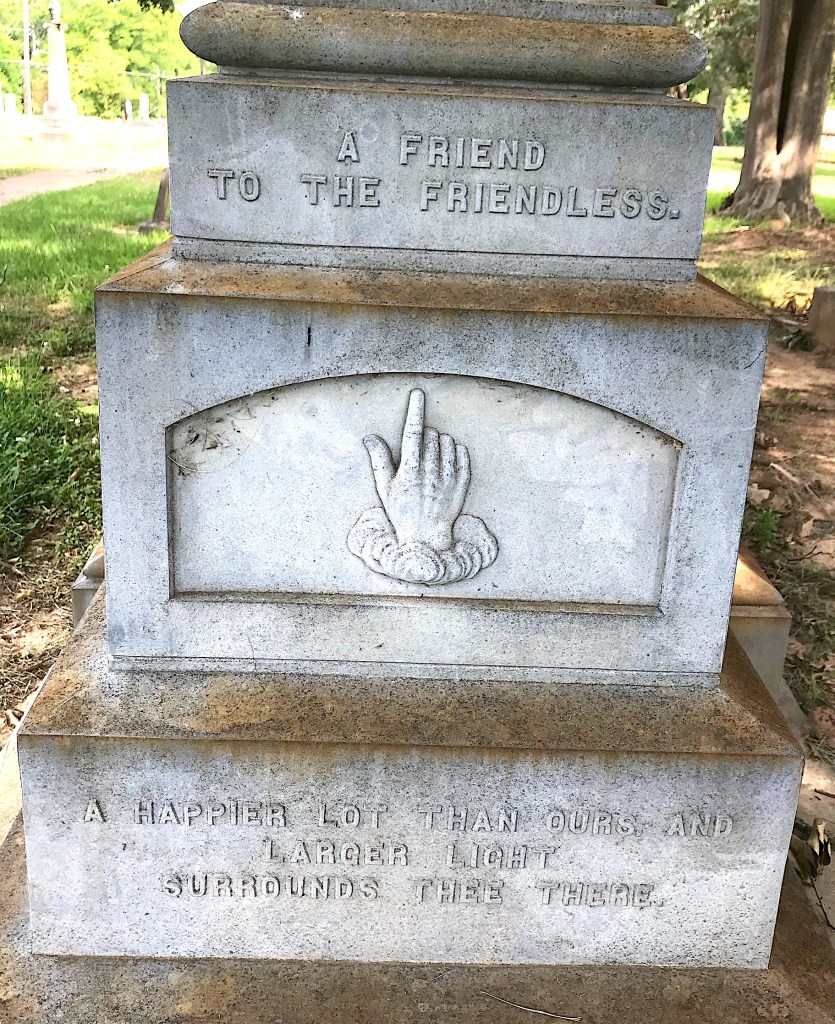 A FRIEND
TO THE FRIENDLESS.
A HAPPIER LOT THAN OURS, AND
LARGER LIGHT
SURROUNDS THEE THERE.